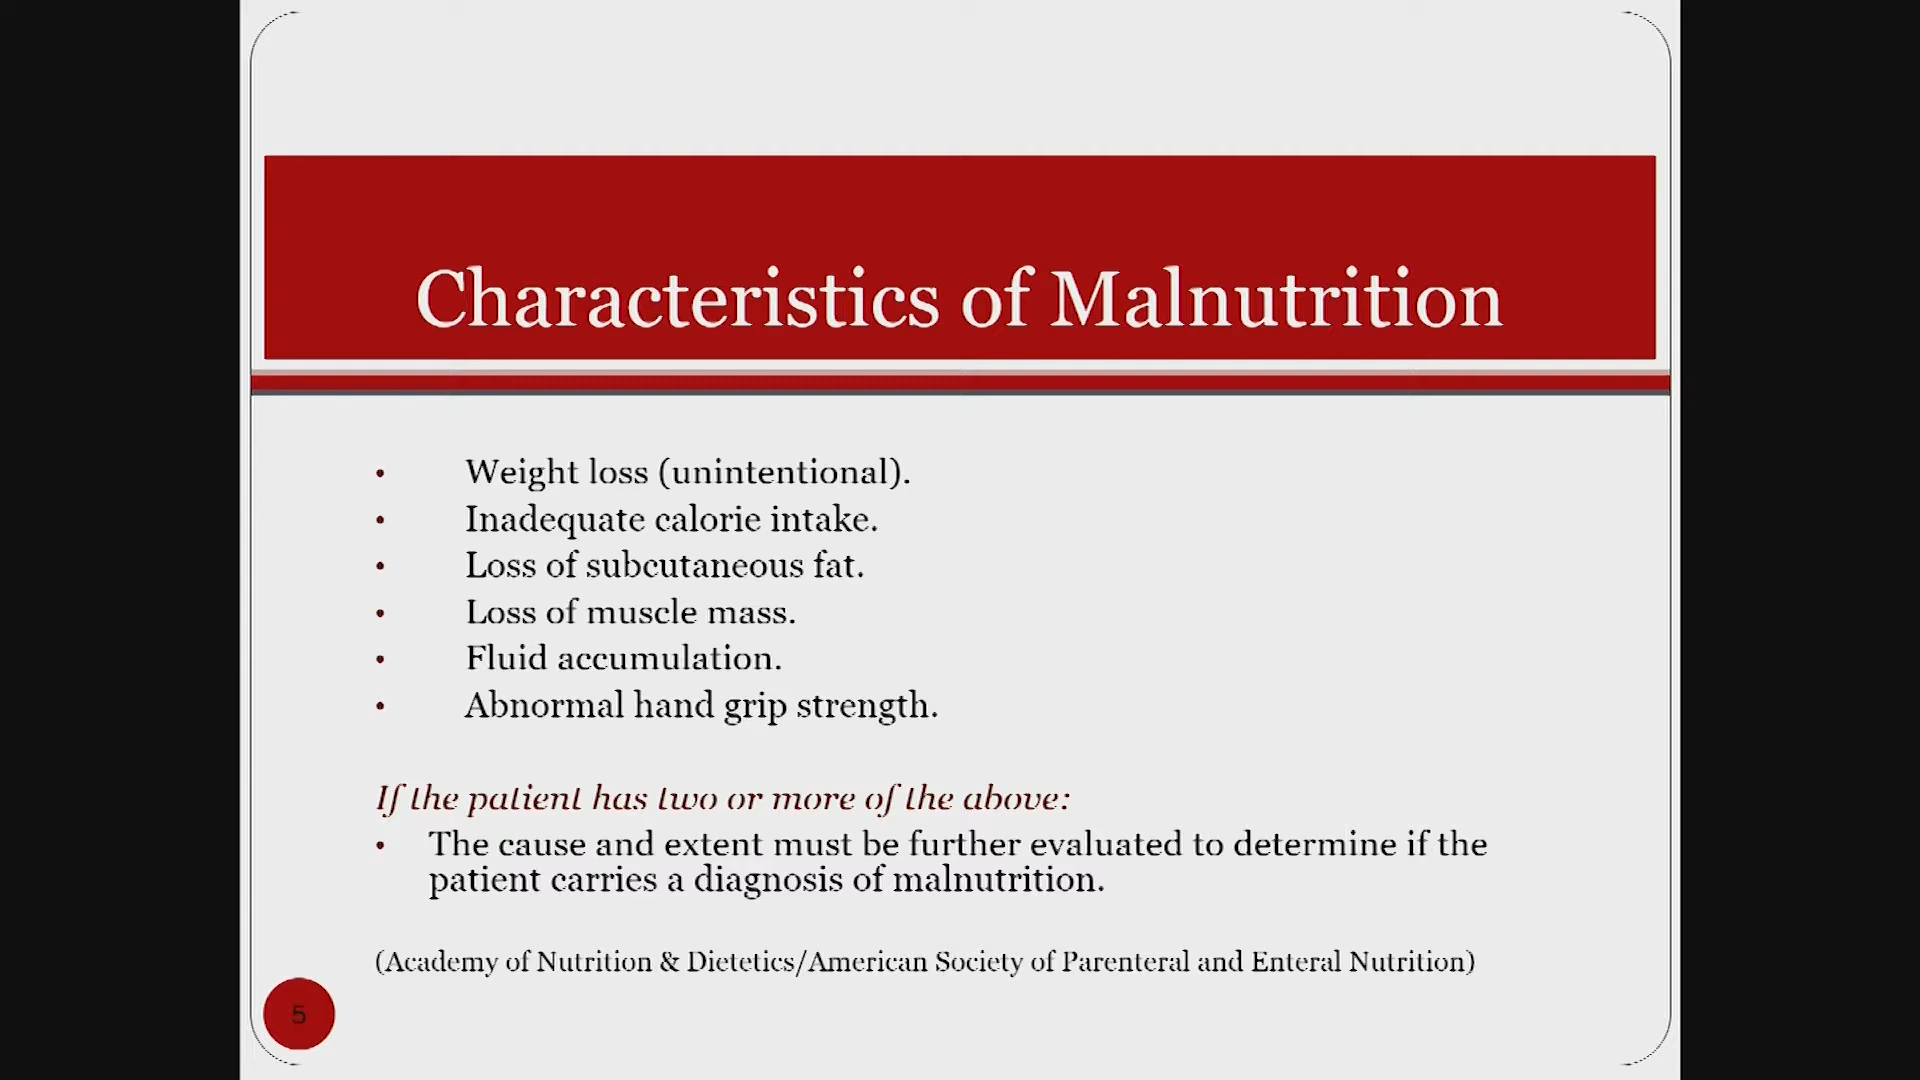 Characteristics of Malnutrition
• Weight loss (unintentional).
• Inadequate calorie intake.
• Loss of subcutaneous fat.
• Loss of muscle mass.
• Fluid accumulation.
• Abnormal hand grip strength.
If the patient has two or more of the above:
• The cause and extent must be further evaluated to determine if the
patient carries a diagnosis of malnutrition.
(Academy of Nutrition & Dietetics/American Society of Parenteral and Enteral Nutrition)
5